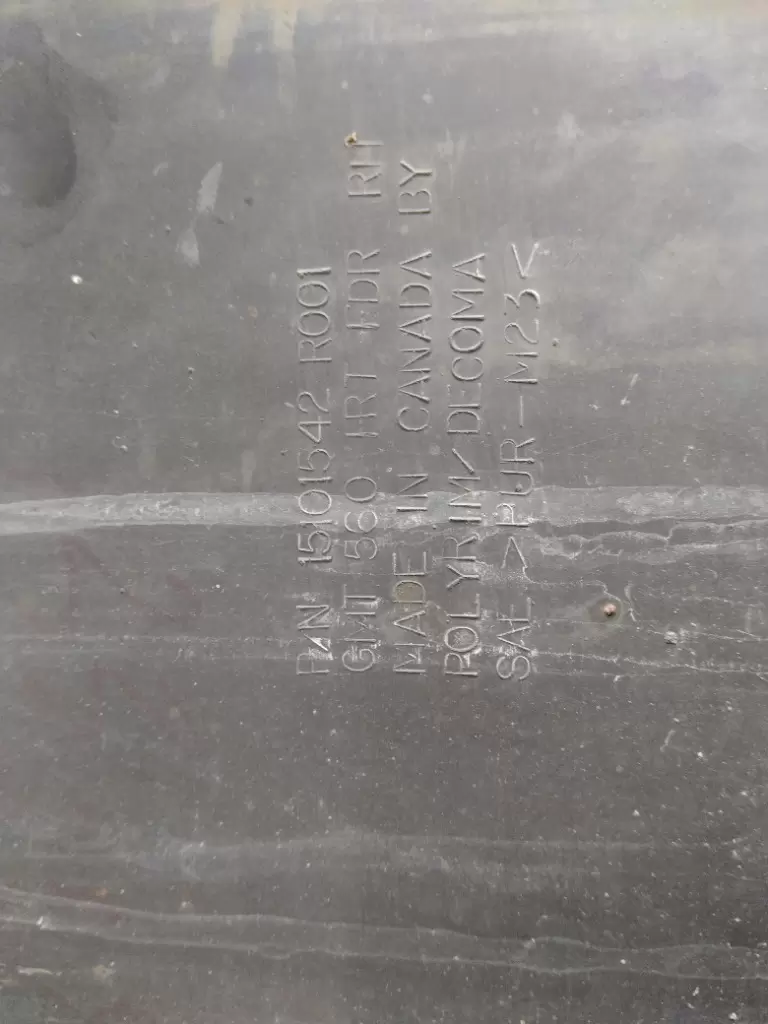 P/N 15101542 R001
GMT 560 FRT FDR RH
MADE IN CANADA BY
POLYRIM/DECOMA
SAE >PUR-M23<